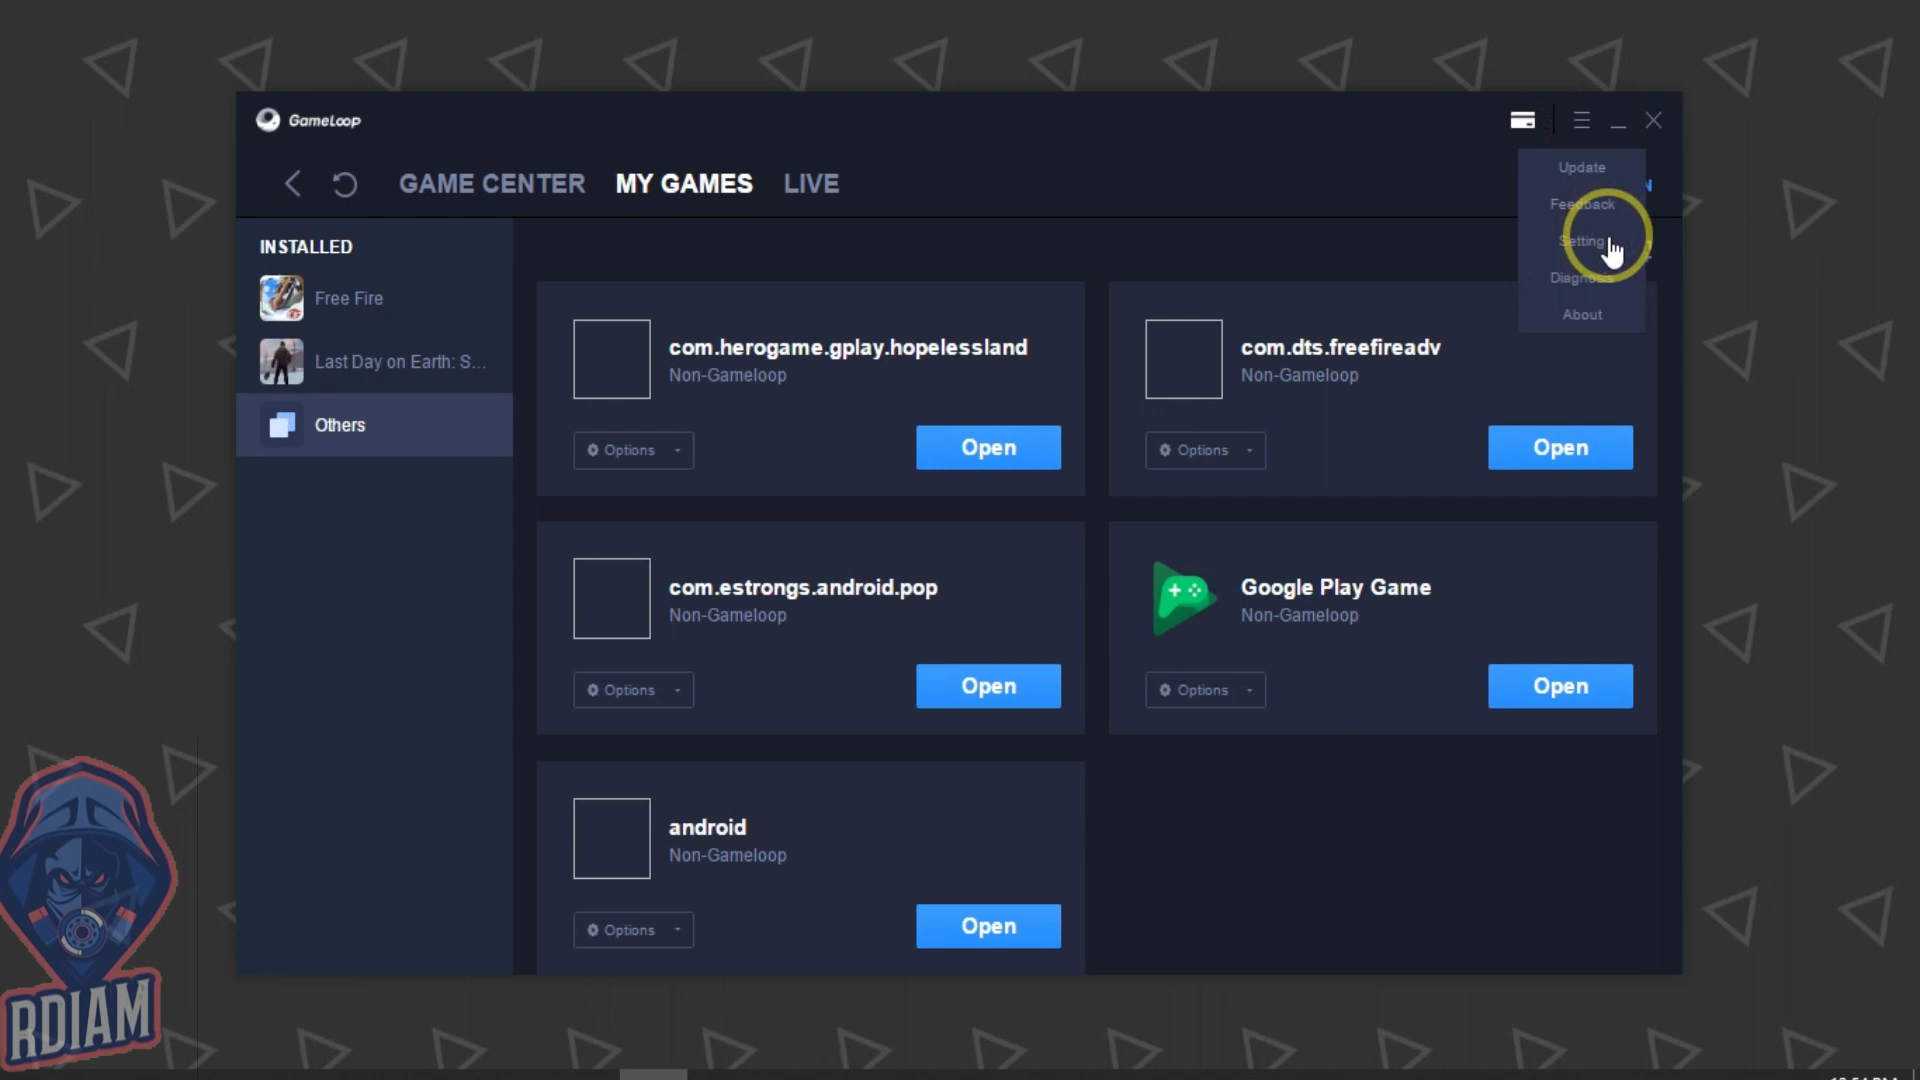 GameLoop
GAME CENTER
MY GAMES
LIVE
Update
Feedback
Setting
Diagnosis
About
INSTALLED
Free Fire
Last Day on Earth: S...
Others
com.herogame.gplay.hopelessland
Non-Gameloop
Options
Open
com.dts.freefireadv
Non-Gameloop
Options
Open
com.estrongs.android.pop
Non-Gameloop
Options
Open
Google Play Game
Non-Gameloop
Options
Open
android
Non-Gameloop
Options
Open
RDIAM